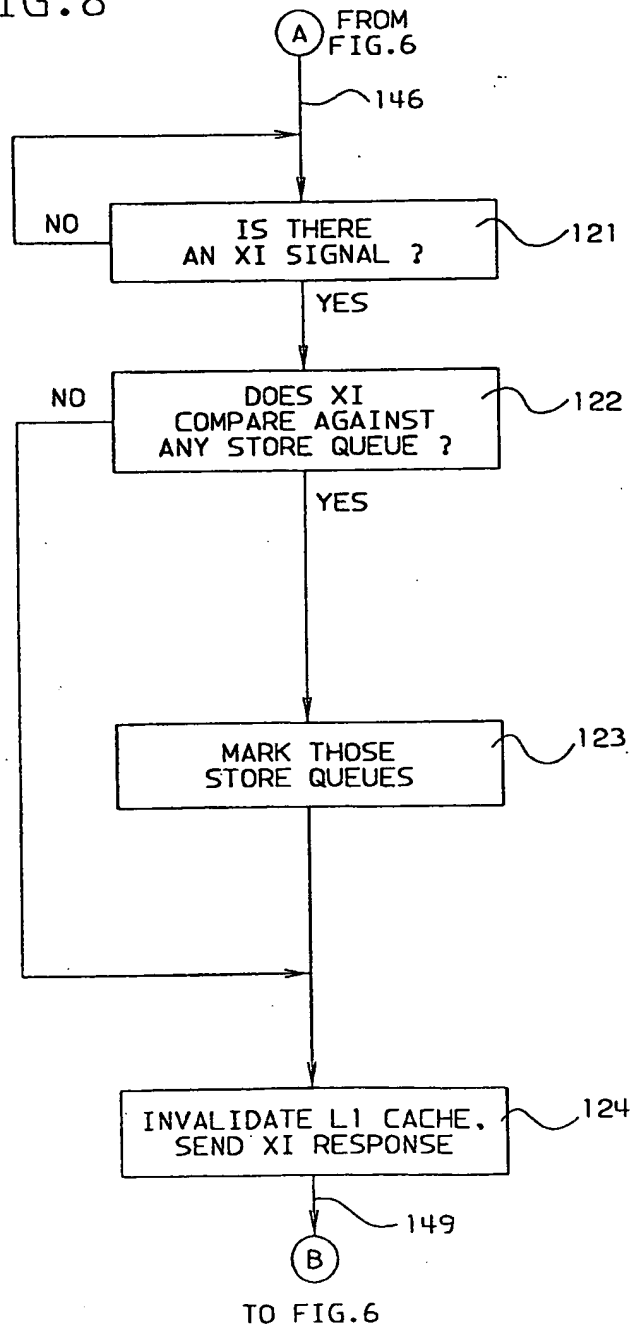 FIG.8
A FROM
FIG.6
146
NO
IS THERE
AN XI SIGNAL ?
121
YES
NO
DOES XI
COMPARE AGAINST
ANY STORE QUEUE ?
122
YES
MARK THOSE
STORE QUEUES
123
INVALIDATE L1 CACHE.
SEND XI RESPONSE
124
149
B
TO FIG.6